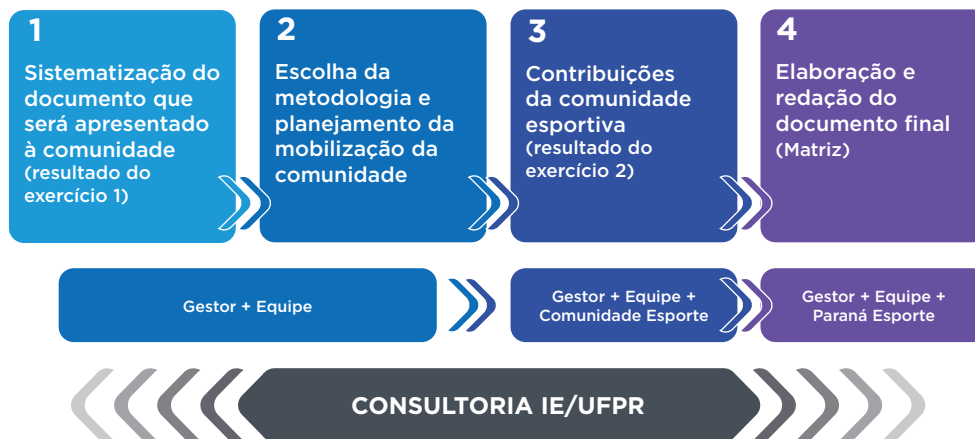 1
Sistematização do
documento que
será apresentado
à comunidade
(resultado do
exercício 1)
2
Escolha da
metodologia e
planejamento da
mobilização da
comunidade
3
Contribuições
da comunidade
esportiva
(resultado do
exercício 2)
4
Elaboração e
redação do
documento final
(Matriz)
Gestor + Equipe
Gestor + Equipe +
Comunidade Esporte
Gestor + Equipe +
Paraná Esporte
CONSULTORIA IE/UFPR